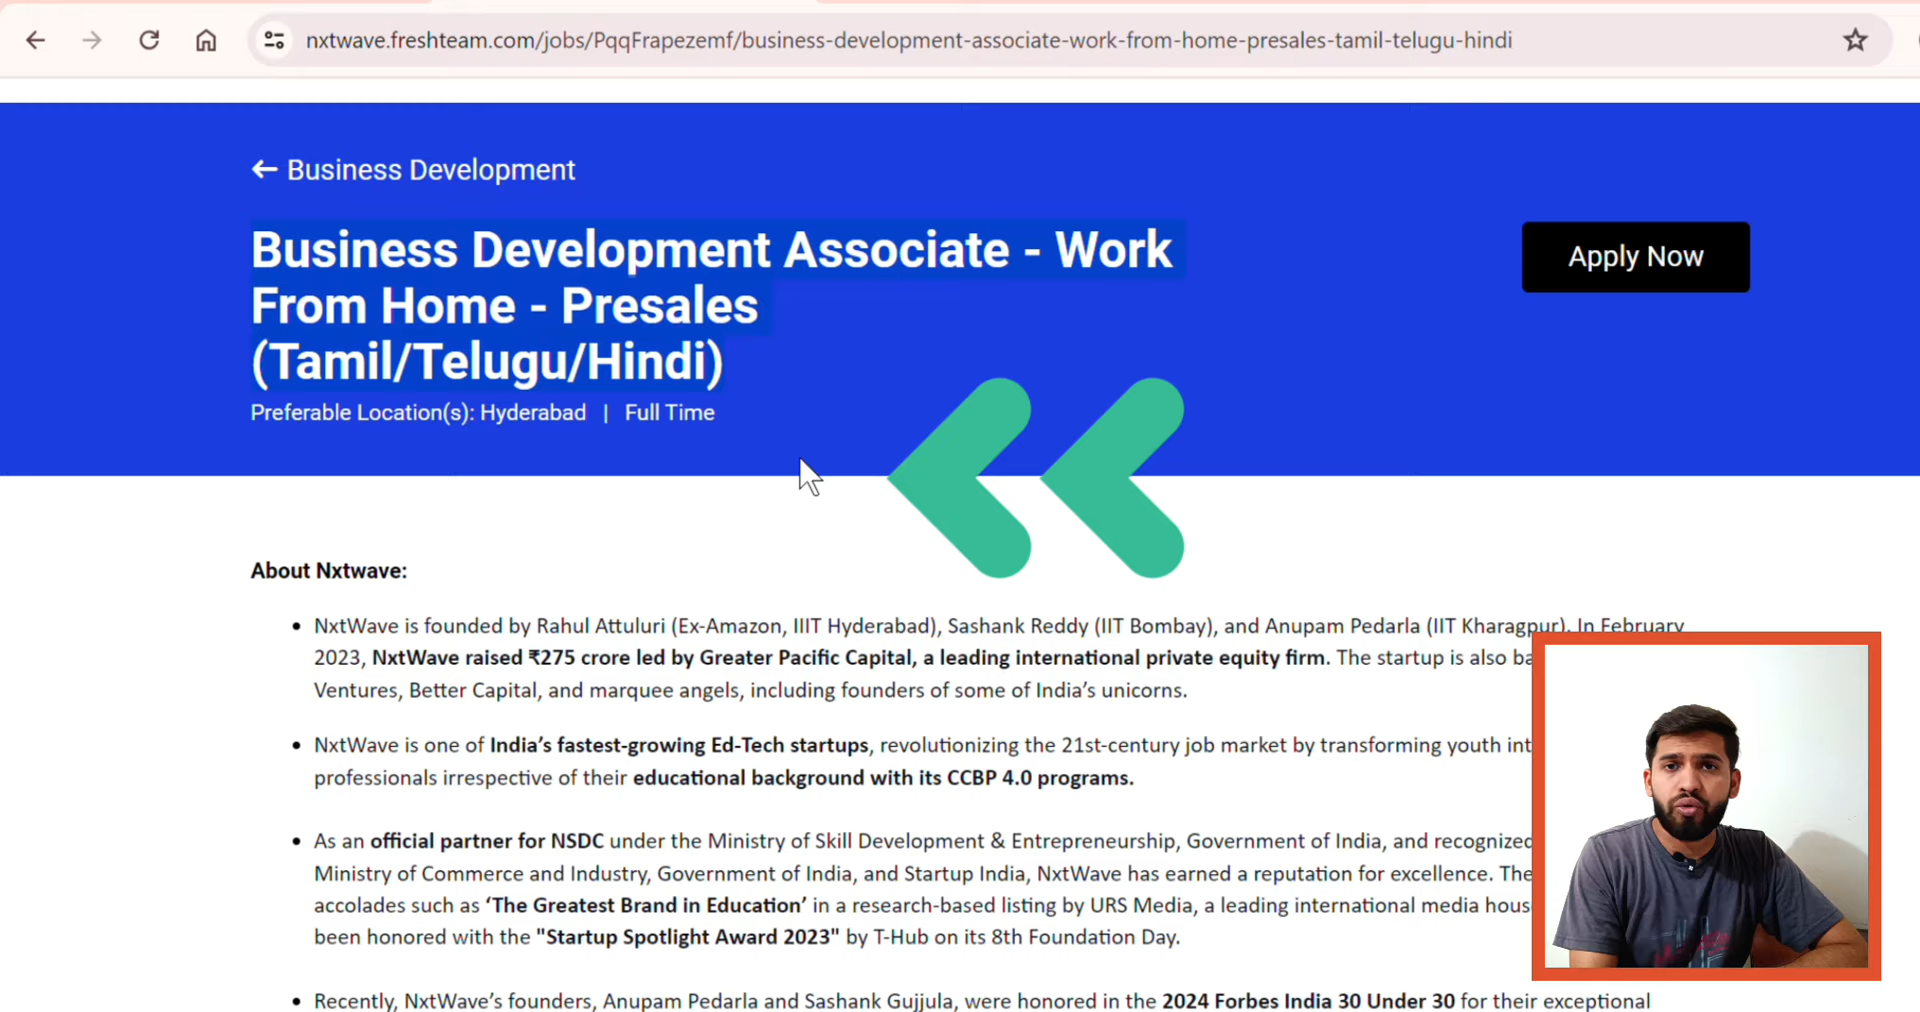 nxtwave.freshteam.com/jobs/PqqFrapezemf/business-development-associate-work-from-home-presales-tamil-telugu-hindi
← Business Development
Business Development Associate - Work
From Home - Presales
(Tamil/Telugu/Hindi)
Apply Now
Preferable Location(s): Hyderabad | Full Time
About Nxtwave:
• NxtWave is founded by Rahul Attuluri (Ex-Amazon, IIIT Hyderabad), Sashank Reddy (IIT Bombay), and Anupam Pedarla (IIT Kharagpur). In February
2023, NxtWave raised ₹275 crore led by Greater Pacific Capital, a leading international private equity firm. The startup is also
Ventures, Better Capital, and marquee angels, including founders of some of India’s unicorns.
• NxtWave is one of India’s fastest-growing Ed-Tech startups, revolutionizing the 21st-century job market by transforming youth
professionals irrespective of their educational background with its CCBP 4.0 programs.
• As an official partner for NSDC under the Ministry of Skill Development & Entrepreneurship, Government of India, and recognized
Ministry of Commerce and Industry, Government of India, and Startup India, NxtWave has earned a reputation for excellence.
accolades such as ‘The Greatest Brand in Education’ in a research-based listing by URS Media, a leading international media
been honored with the "Startup Spotlight Award 2023" by T-Hub on its 8th Foundation Day.
• Recently, NxtWave’s founders, Anupam Pedarla and Sashank Gujjula, were honored in the 2024 Forbes India 30 Under 30 for their exceptional